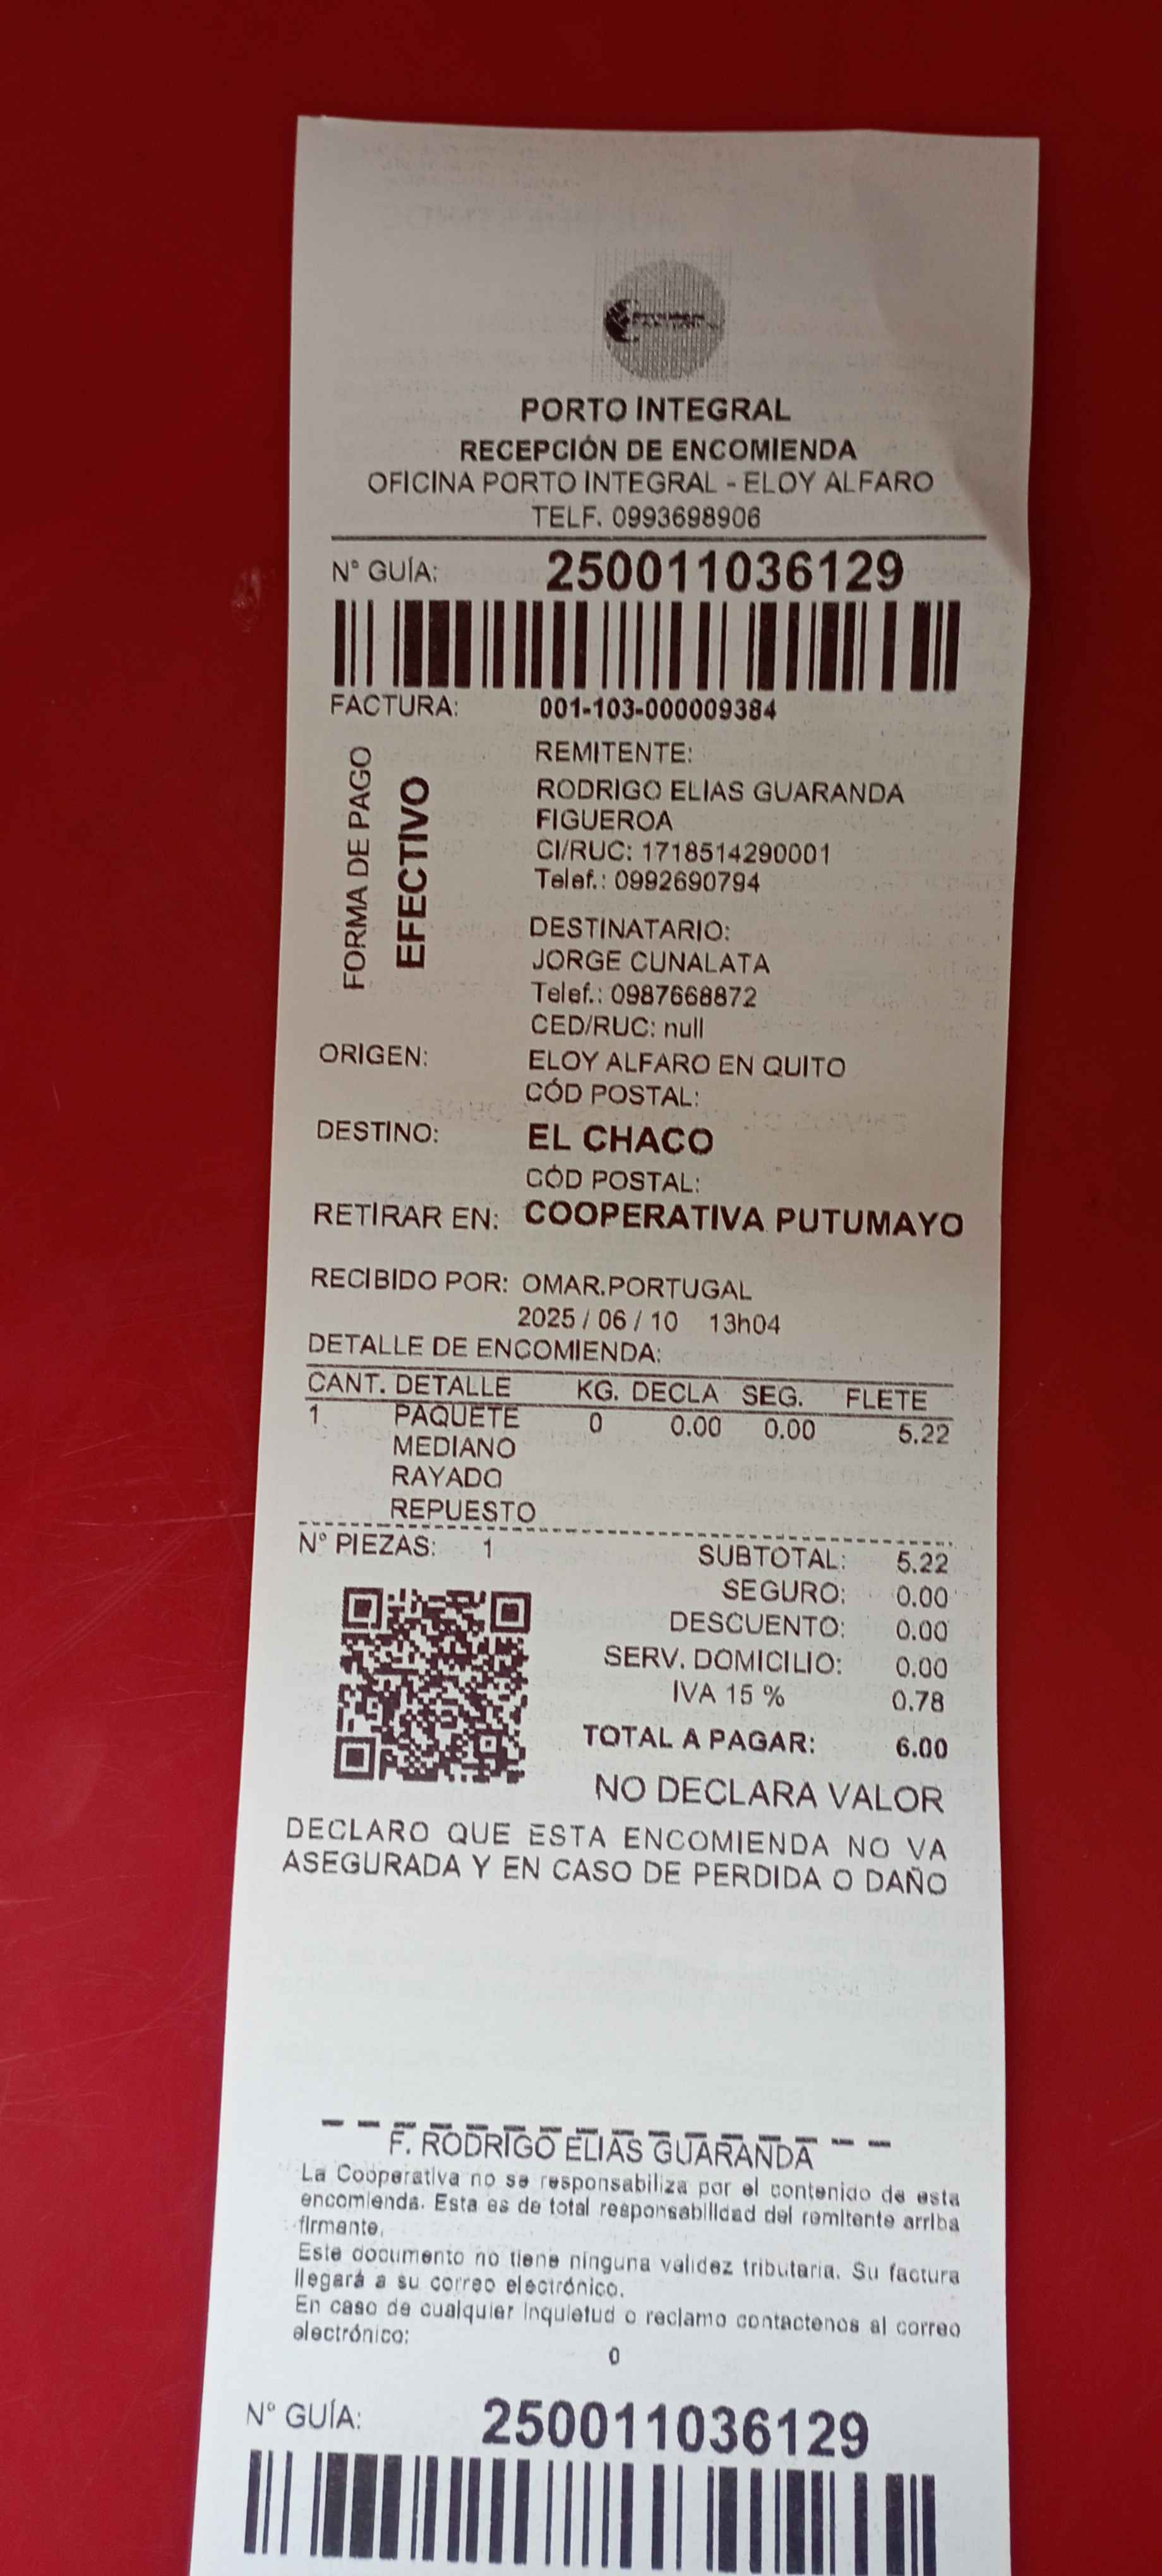 PORTO INTEGRAL
RECEPCIÓN DE ENCOMIENDA
OFICINA PORTO INTEGRAL - ELOY ALFARO
TELF. 0993698906
N° GUÍA: 250011036129
FACTURA: 001-103-000009384
FORMA DE PAGO
EFECTIVO
REMITENTE:
RODRIGO ELIAS GUARANDA
FIGUEROA
CI/RUC: 1718514290001
Telef.: 0992690794
DESTINATARIO:
JORGE CUNALATA
Telef.: 0987668872
CED/RUC: null
ORIGEN: ELOY ALFARO EN QUITO
CÓD POSTAL:
DESTINO: EL CHACO
CÓD POSTAL:
RETIRAR EN: COOPERATIVA PUTUMAYO
RECIBIDO POR: OMAR.PORTUGAL
2025 / 06 / 10 13h04
DETALLE DE ENCOMIENDA:
CANT. DETALLE KG. DECLA SEG. FLETE
1 PAQUETE 0 0.00 0.00 5.22
MEDIANO
RAYADO
REPUESTO
N° PIEZAS: 1
SUBTOTAL: 5.22
SEGURO: 0.00
DESCUENTO: 0.00
SERV. DOMICILIO: 0.00
IVA 15 % 0.78
TOTAL A PAGAR: 6.00
NO DECLARA VALOR
DECLARO QUE ESTA ENCOMIENDA NO VA
ASEGURADA Y EN CASO DE PERDIDA O DAÑO
F. RODRIGO ELIAS GUARANDA
La Cooperativa no se responsabiliza por el contenido de esta
encomienda. Esta es de total responsabilidad del remitente arriba
firmante.
Este documento no tiene ninguna validez tributaria. Su factura
llegará a su correo electrónico.
En caso de cualquier inquietud o reclamo contactenos al correo
electrónico:
0
N° GUÍA: 250011036129